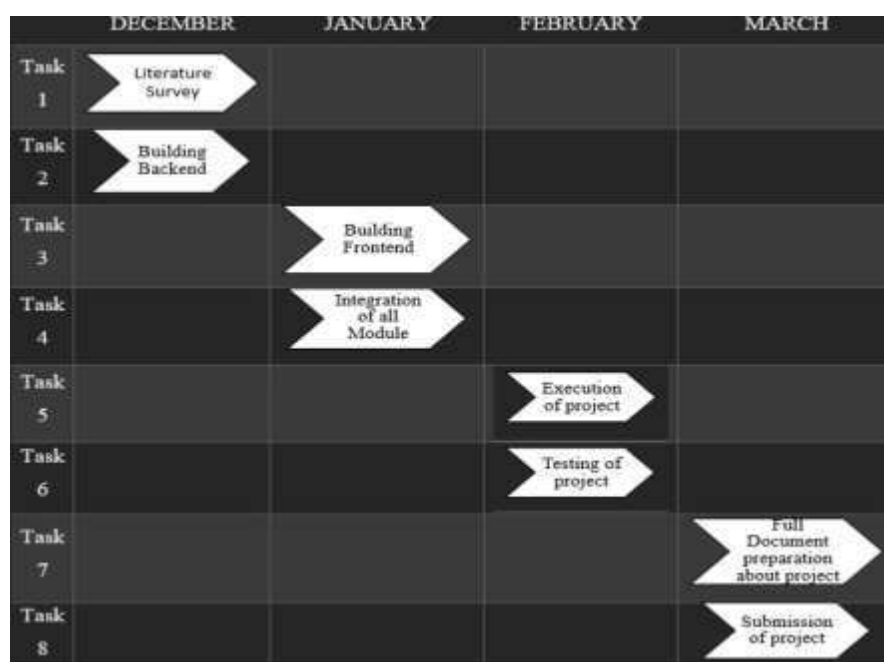 DECEMBER JANUARY FEBRUARY MARCH
Task
1
Literature
Survey
Task
2
Building
Backend
Task
3
Building
Frontend
Task
4
Integration
of all
Module
Task
5
Execution
of project
Task
6
Testing of
project
Task
7
Full
Document
preparation
about project
Task
8
Submission
of project